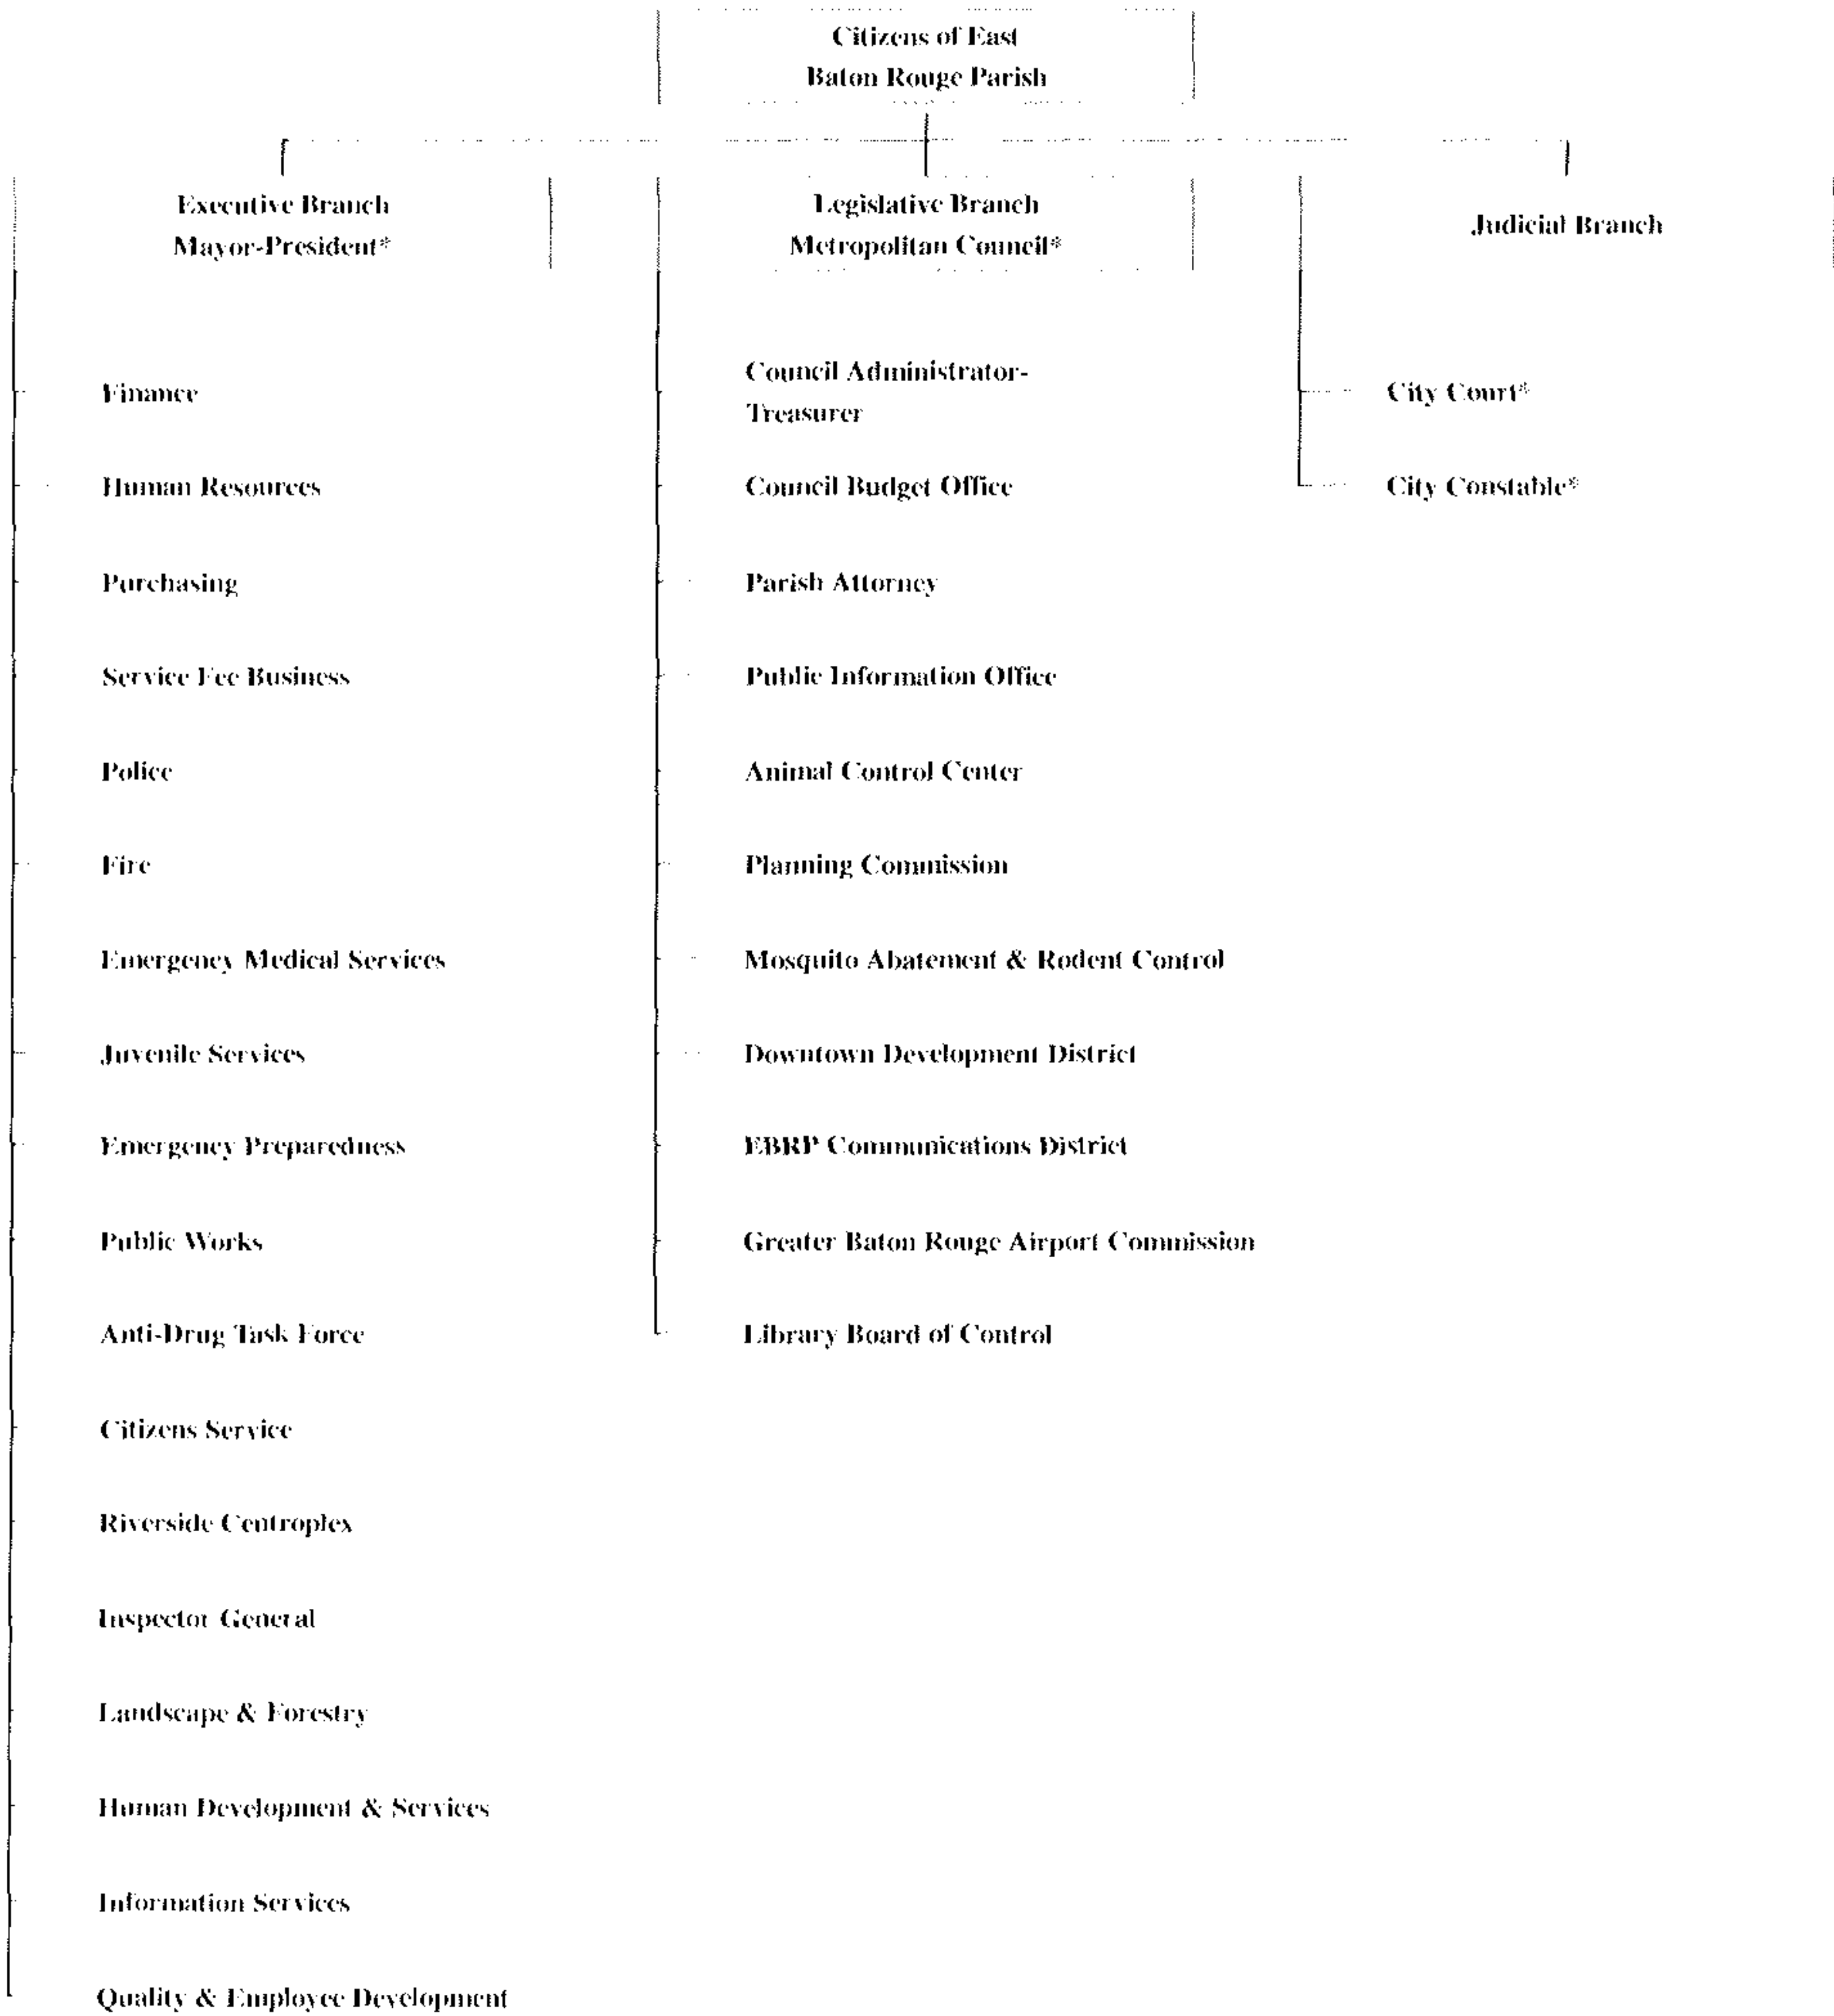 Citizens of East
Baton Rouge Parish
Executive Branch
Mayor-President*
Legislative Branch
Metropolitan Council*
Judicial Branch
Finance
Human Resources
Purchasing
Service Fee Business
Police
Fire
Emergency Medical Services
Juvenile Services
Emergency Preparedness
Public Works
Anti-Drug Task Force
Citizens Service
Riverside Centroplex
Inspector General
Landscape & Forestry
Human Development & Services
Information Services
Quality & Employee Development
Council Administrator-
Treasurer
Council Budget Office
Parish Attorney
Public Information Office
Animal Control Center
Planning Commission
Mosquito Abatement & Rodent Control
Downtown Development District
EBRP Communications District
Greater Baton Rouge Airport Commission
Library Board of Control
City Court*
City Constable*